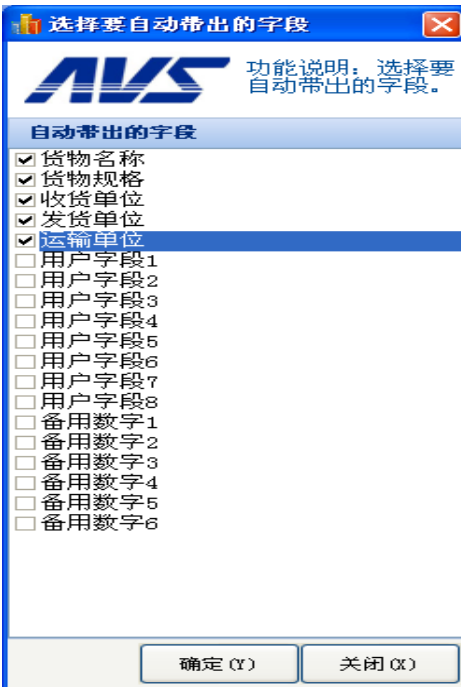 选择要自动带出的字段
AVS
功能说明：选择要
自动带出的字段。
自动带出的字段
货物名称
货物规格
收货单位
发货单位
运输单位
用户字段1
用户字段2
用户字段3
用户字段4
用户字段5
用户字段6
用户字段7
用户字段8
备用数字1
备用数字2
备用数字3
备用数字4
备用数字5
备用数字6
确定(Y) 关闭(X)